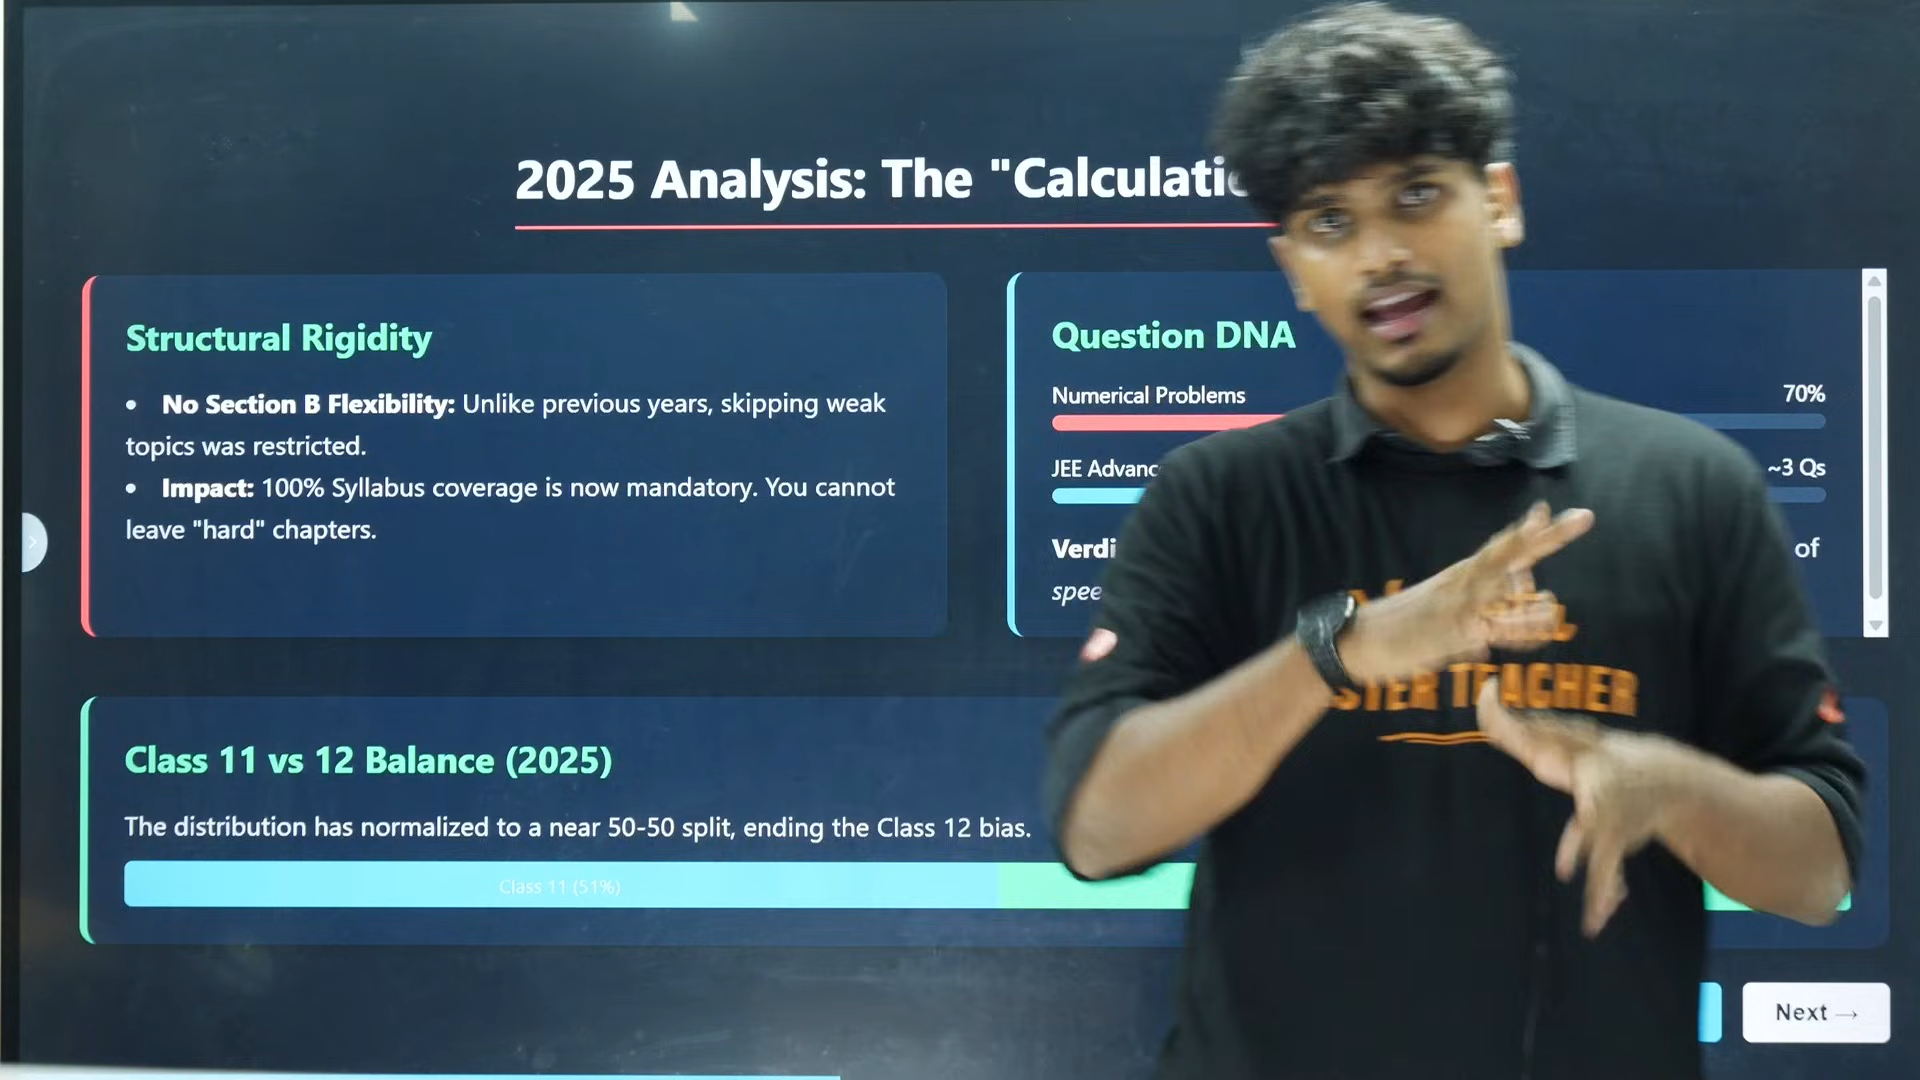 2025 Analysis: The "Calculatio
Structural Rigidity
• No Section B Flexibility: Unlike previous years, skipping weak
topics was restricted.
• Impact: 100% Syllabus coverage is now mandatory. You cannot
leave "hard" chapters.
Question DNA
Numerical Problems 70%
JEE Advanc ~3 Qs
Verdi of
spee
Class 11 vs 12 Balance (2025)
The distribution has normalized to a near 50-50 split, ending the Class 12 bias.
Class 11 (51%)
STER TEACHER
Next →